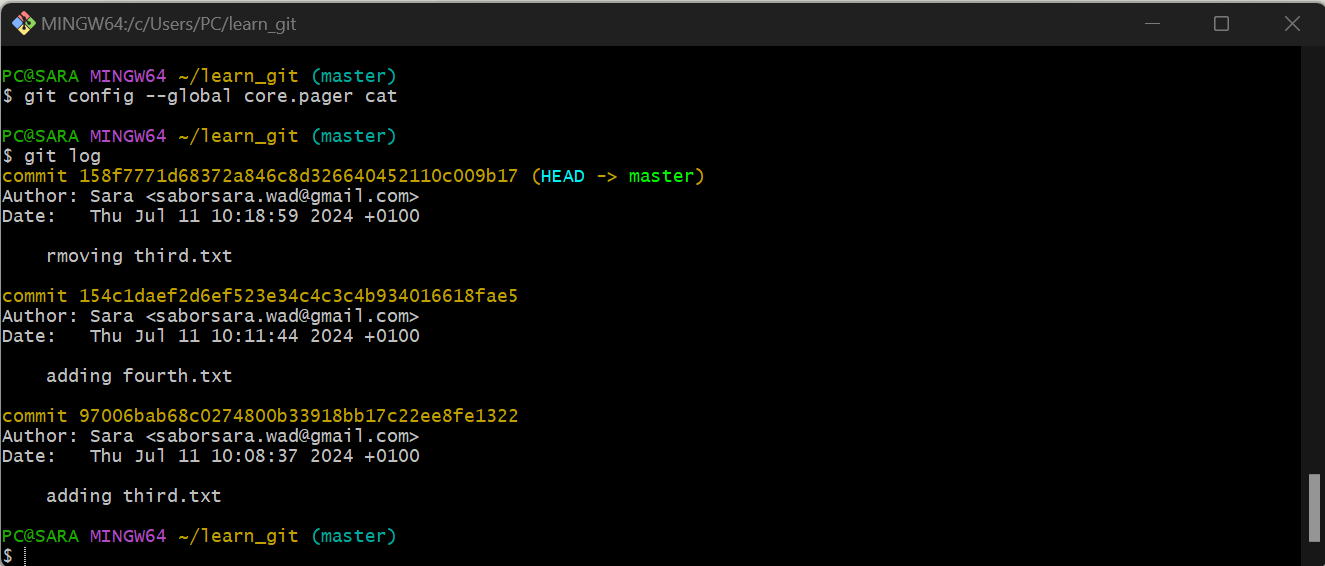 MINGW64:/c/Users/PC/learn_git
PC@SARA MINGW64 ~/learn_git (master)
$ git config --global core.pager cat
PC@SARA MINGW64 ~/learn_git (master)
$ git log
commit 158f7771d68372a846c8d326640452110c009b17 (HEAD -> master)
Author: Sara <saborsara.wad@gmail.com>
Date:   Thu Jul 11 10:18:59 2024 +0100
    rmoving third.txt
commit 154c1daef2d6ef523e34c4c3c4b934016618fae5
Author: Sara <saborsara.wad@gmail.com>
Date:   Thu Jul 11 10:11:44 2024 +0100
    adding fourth.txt
commit 97006bab68c0274800b33918bb17c22ee8fe1322
Author: Sara <saborsara.wad@gmail.com>
Date:   Thu Jul 11 10:08:37 2024 +0100
    adding third.txt
PC@SARA MINGW64 ~/learn_git (master)
$